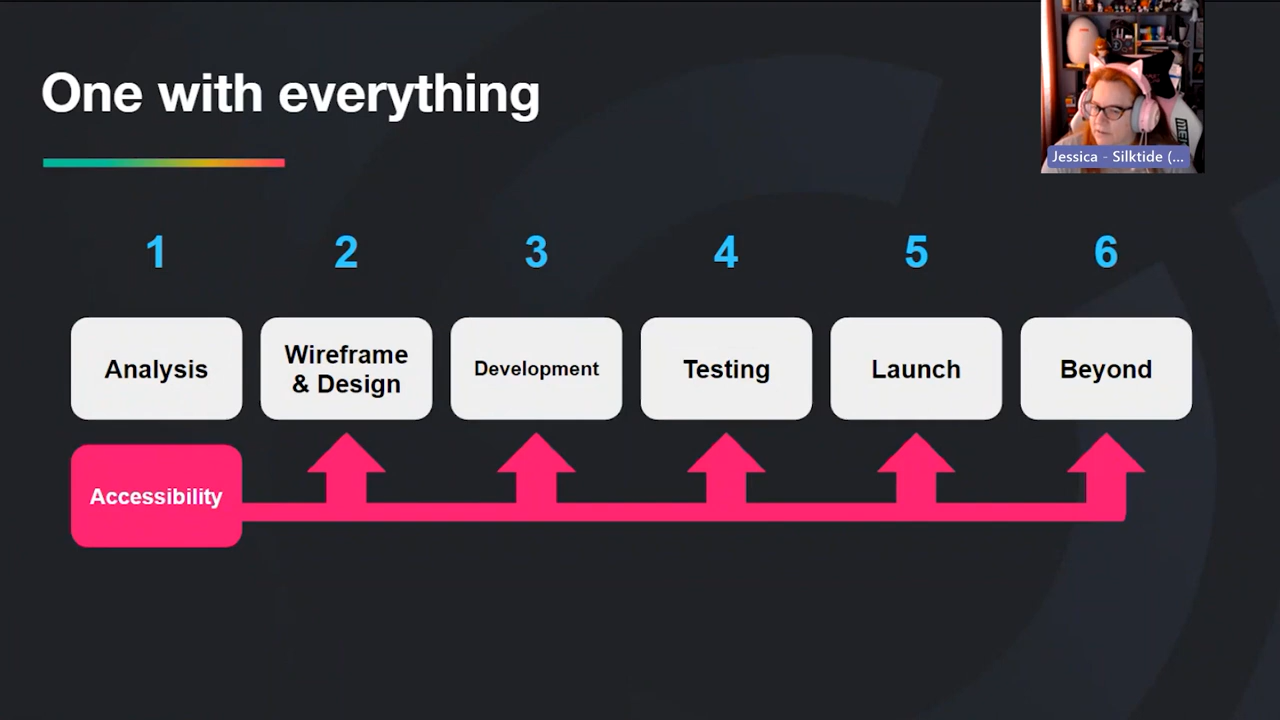 One with everything
Jessica - Silktide (...
1
2
3
4
5
6
Analysis
Wireframe
& Design
Development
Testing
Launch
Beyond
Accessibility